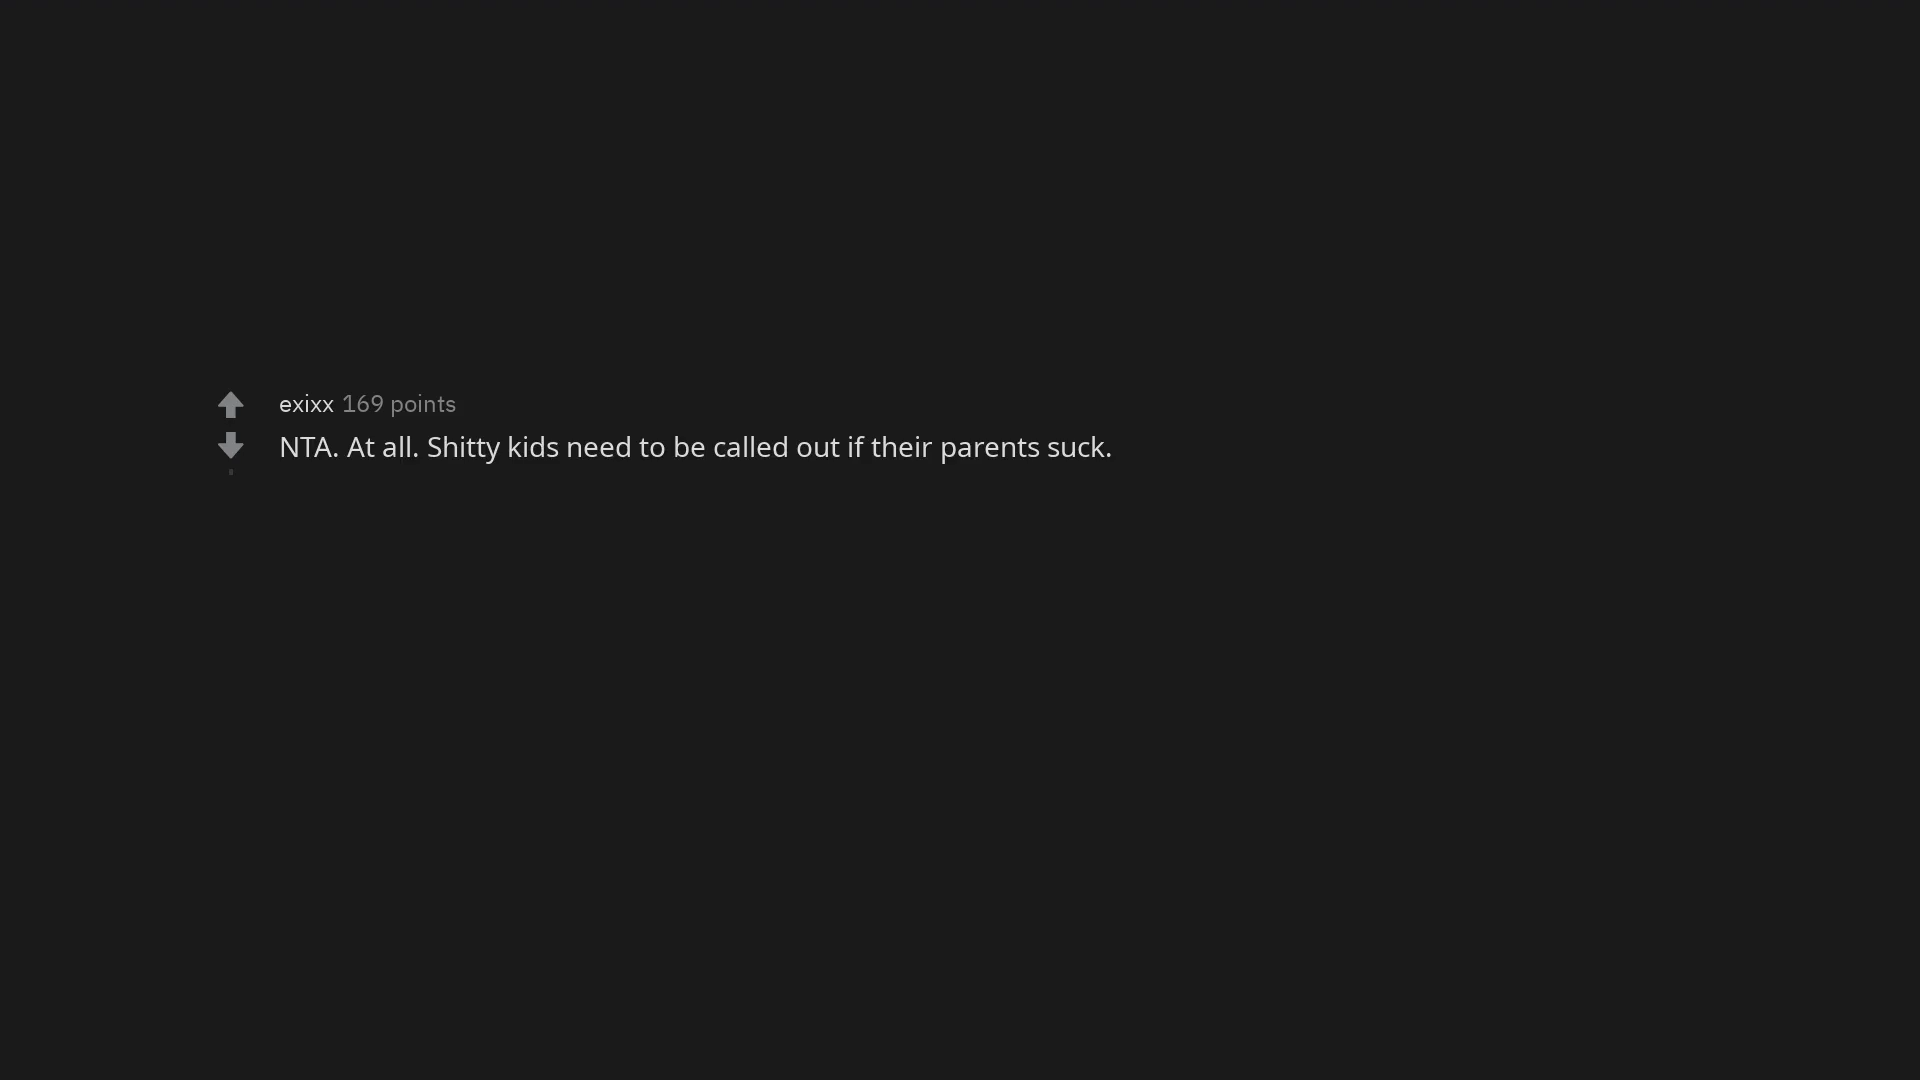 exixx 169 points
NTA. At all. Shitty kids need to be called out if their parents suck.